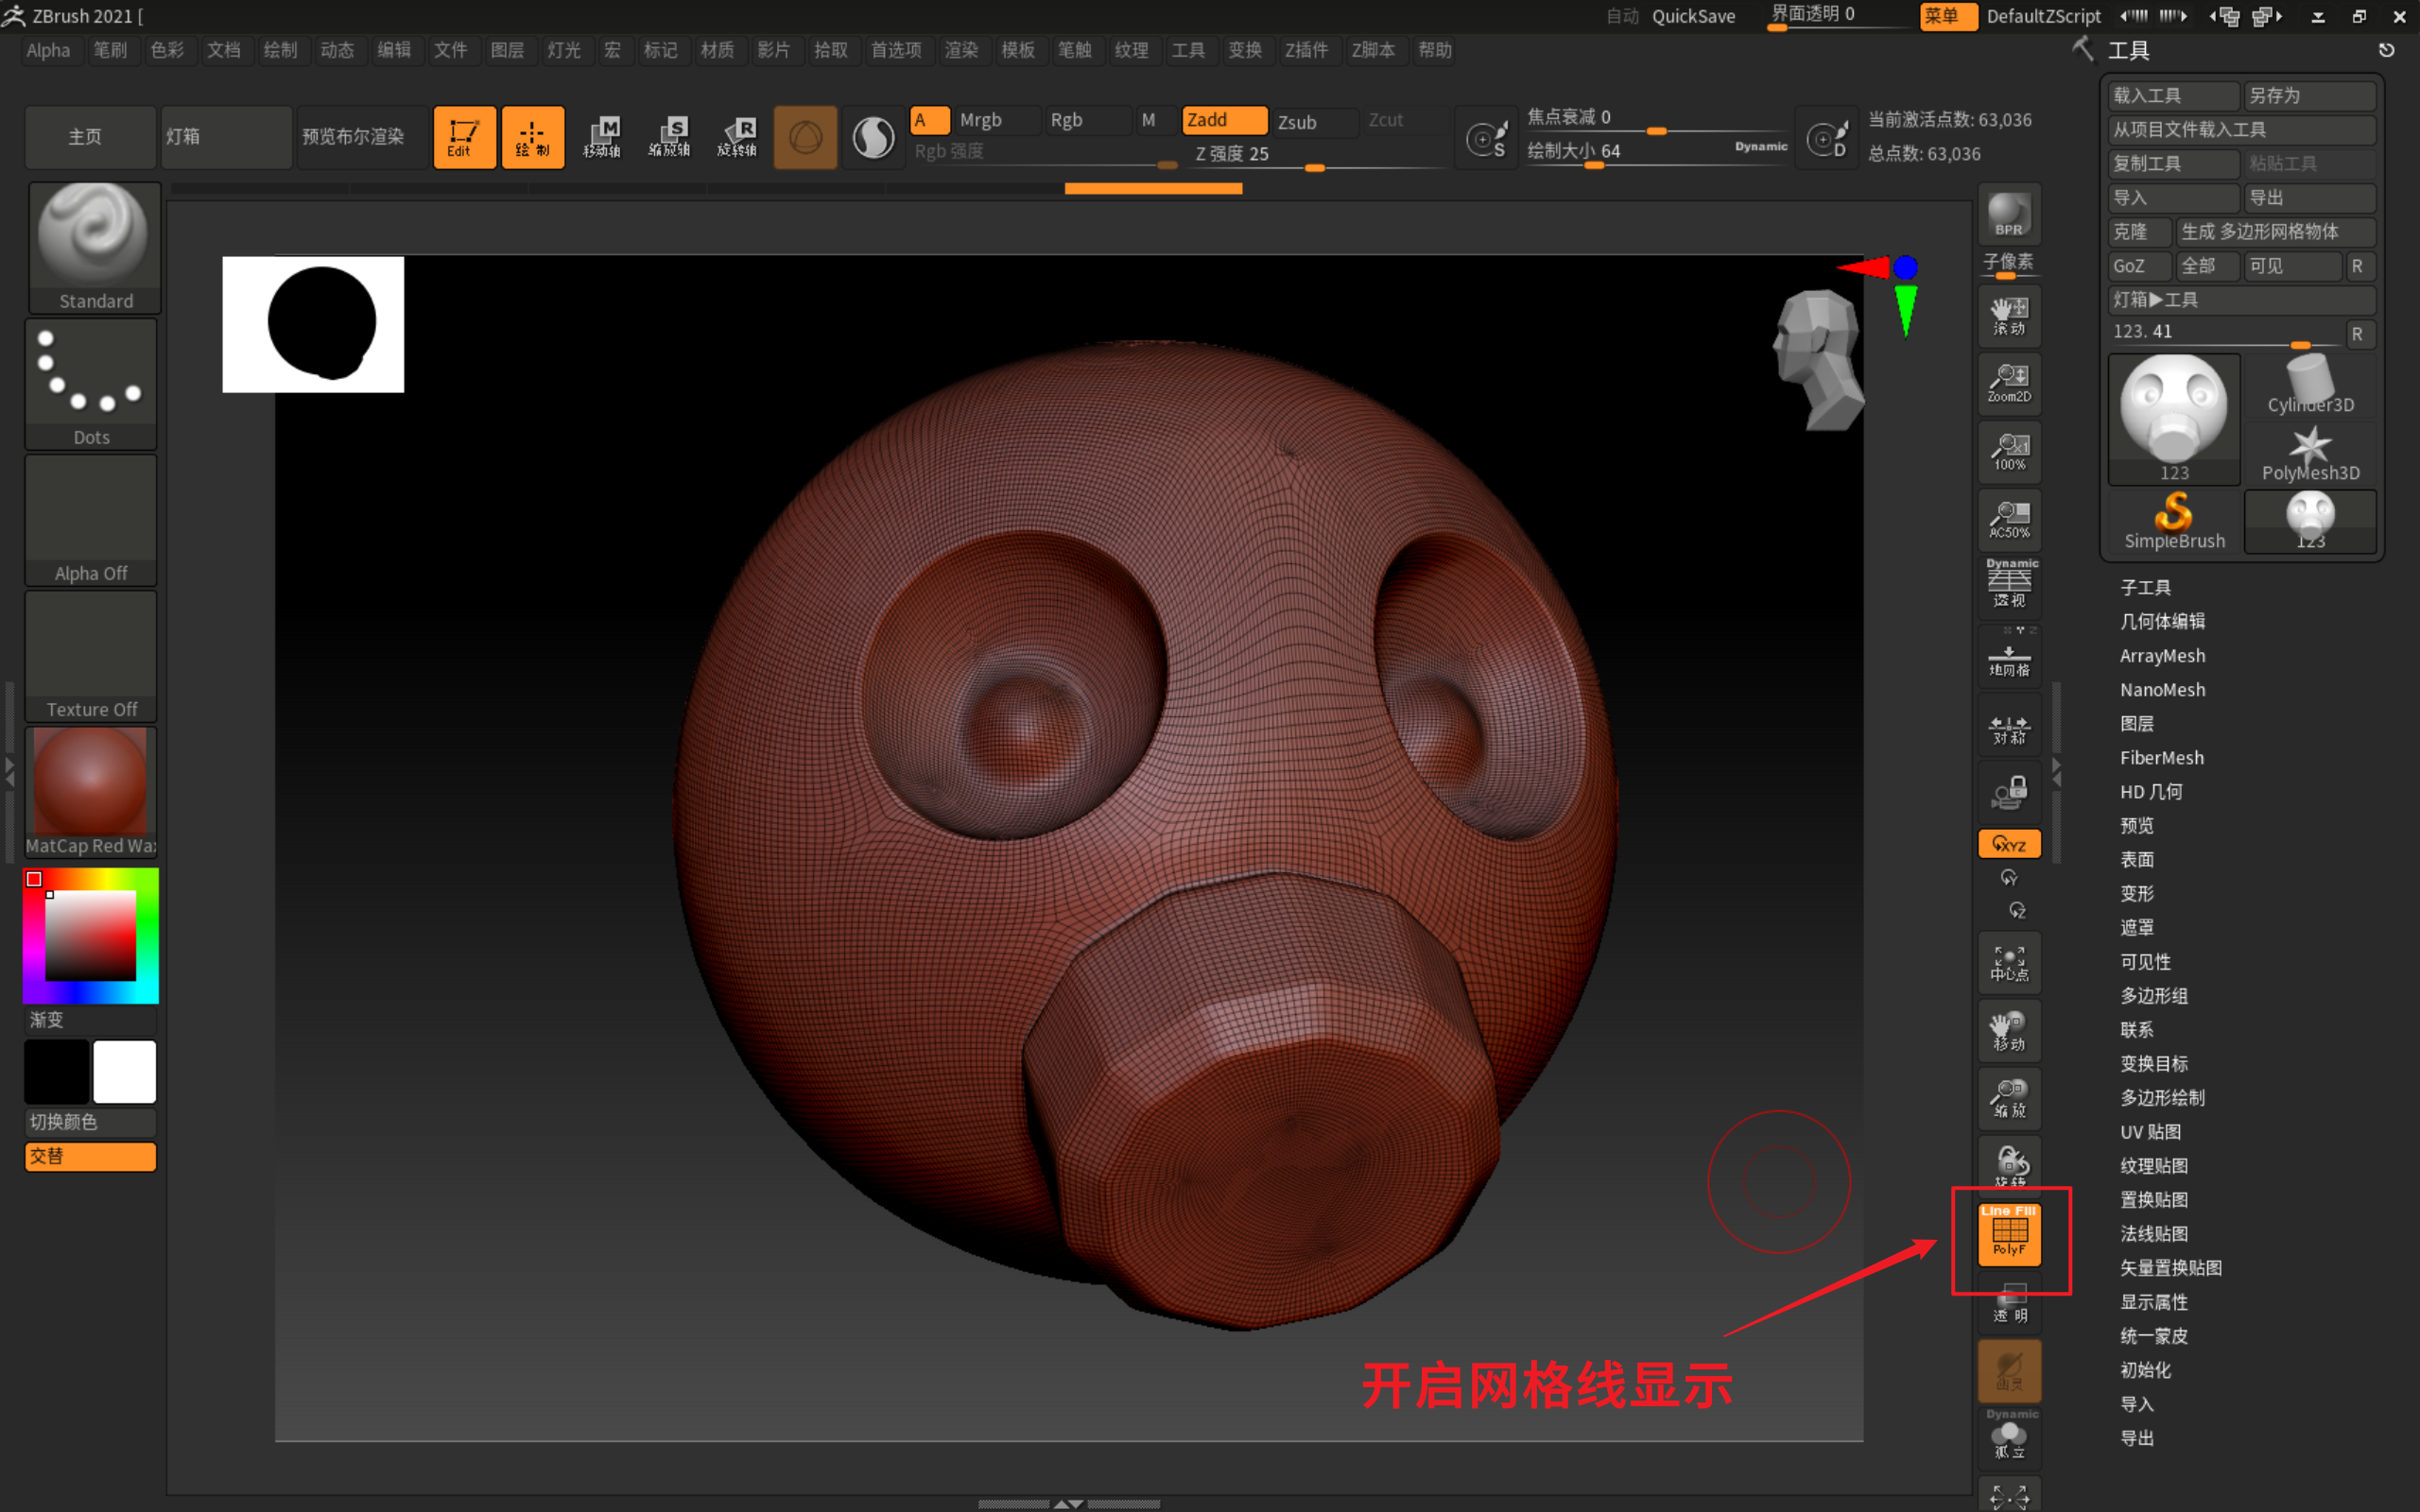 ZBrush 2021 [
自动 QuickSave 界面透明 0 菜单 DefaultZScript
Alpha 笔刷 色彩 文档 绘制 动态 编辑 文件 图层 灯光 宏 标记 材质 影片 拾取 首选项 渲染 模板 笔触 纹理 工具 变换 Z插件 Z脚本 帮助
主页 灯箱 预览布尔渲染 Edit 绘制 M 移动轴 S 缩放轴 R 旋转轴
A Mrgb Rgb M Zadd Zsub Zcut
Rgb 强度 Z 强度 25
S 焦点衰减 0
绘制大小 64 Dynamic D
当前激活点数: 63,036
总点数: 63,036
Standard
Dots
Alpha Off
Texture Off
MatCap Red Wa
渐变
切换颜色
交替
开启网格线显示
BPR
子像素
滚动
Zoom2D
100%
AC50%
Dynamic
透视
地网格
对称
XYZ
Y
Z
中心点
移动
缩放
旋转
Line Fill
PolyF
透明
Dynamic
孤立
工具
载入工具 另存为
从项目文件载入工具
复制工具 粘贴工具
导入 导出
克隆 生成 多边形网格物体
GoZ 全部 可见 R
灯箱▶工具
123. 41 R
123 Cylinder3D
PolyMesh3D
SimpleBrush 123
子工具
几何体编辑
ArrayMesh
NanoMesh
图层
FiberMesh
HD 几何
预览
表面
变形
遮罩
可见性
多边形组
联系
变换目标
多边形绘制
UV 贴图
纹理贴图
置换贴图
法线贴图
矢量置换贴图
显示属性
统一蒙皮
初始化
导入
导出